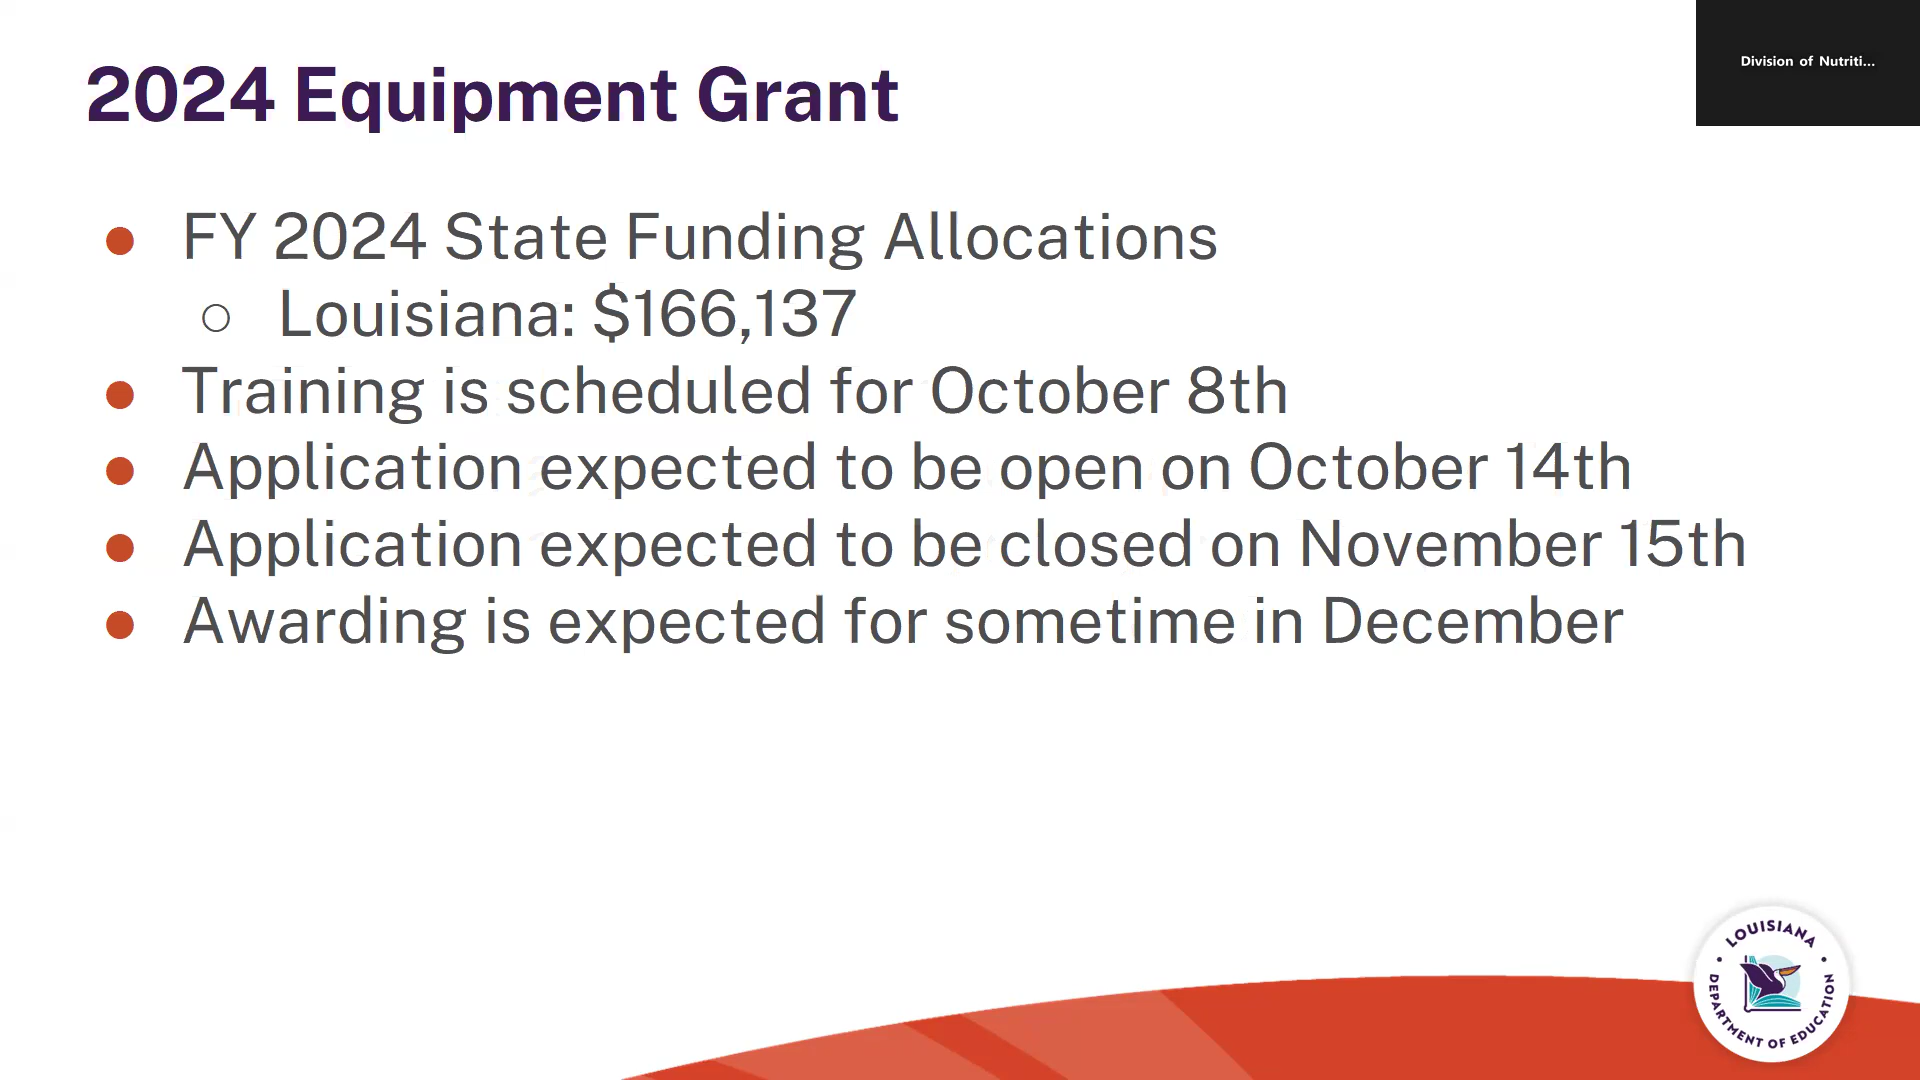 Division of Nutriti...
2024 Equipment Grant
FY 2024 State Funding Allocations
Louisiana: $166,137
Training is scheduled for October 8th
Application expected to be open on October 14th
Application expected to be closed on November 15th
Awarding is expected for sometime in December
LOUISIANA
DEPARTMENT OF EDUCATION